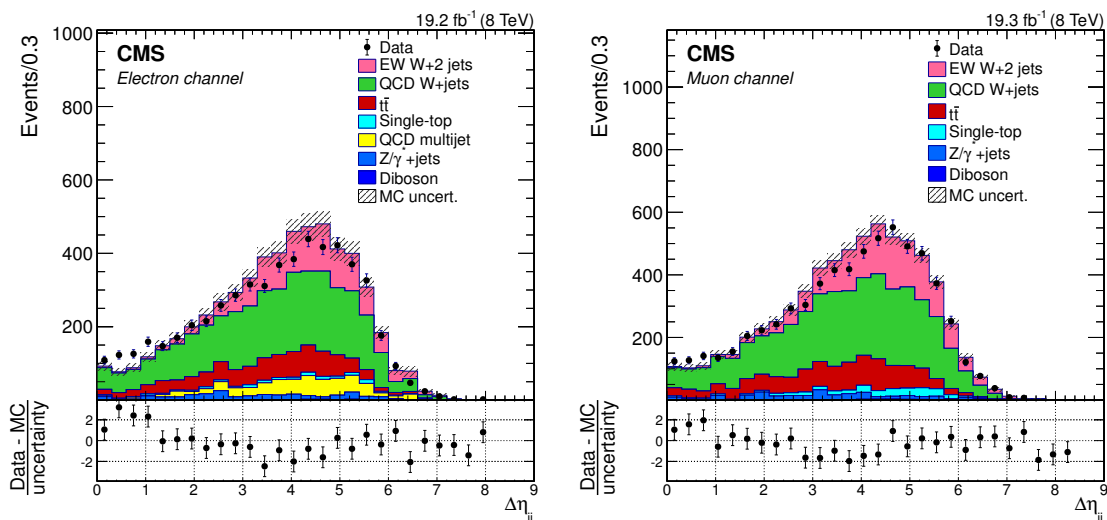 19.2 fb⁻¹ (8 TeV)
Events/0.3
1000
800
600
400
200
CMS
Electron channel
Data
EW W+2 jets
QCD W+jets
tt̄
Single-top
QCD multijet
Z/γ* +jets
Diboson
MC uncert.
Data - MC
uncertainty
2
0
-2
0 1 2 3 4 5 6 7 8 9
Δη_jj
19.3 fb⁻¹ (8 TeV)
Events/0.3
1000
800
600
400
200
CMS
Muon channel
Data
EW W+2 jets
QCD W+jets
tt̄
Single-top
Z/γ* +jets
Diboson
MC uncert.
Data - MC
uncertainty
2
0
-2
0 1 2 3 4 5 6 7 8 9
Δη_jj